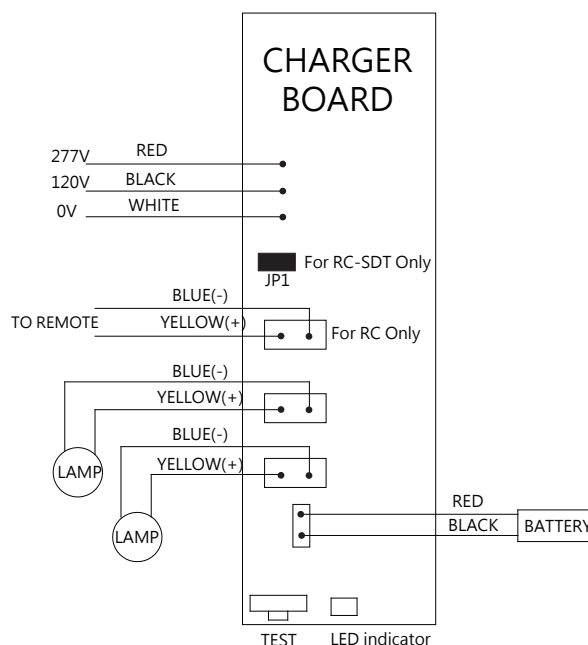 CHARGER
BOARD
277V RED
120V BLACK
0V WHITE
For RC-SDT Only
JP1
BLUE(-)
TO REMOTE YELLOW(+) For RC Only
BLUE(-)
YELLOW(+)
BLUE(-)
LAMP YELLOW(+)
LAMP
RED
BLACK BATTERY
TEST LED indicator